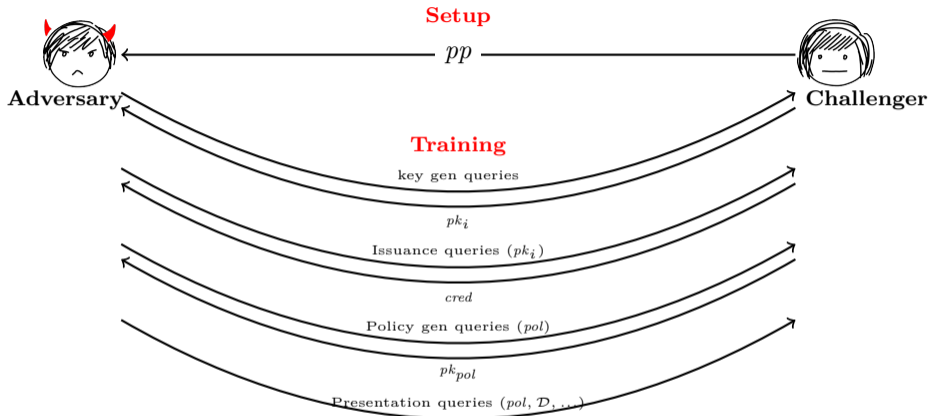 Setup
pp
Adversary
Challenger
Training
key gen queries
pk_i
Issuance queries (pk_i)
cred
Policy gen queries (pol)
pk_pol
Presentation queries (pol, 𝒟, ...)